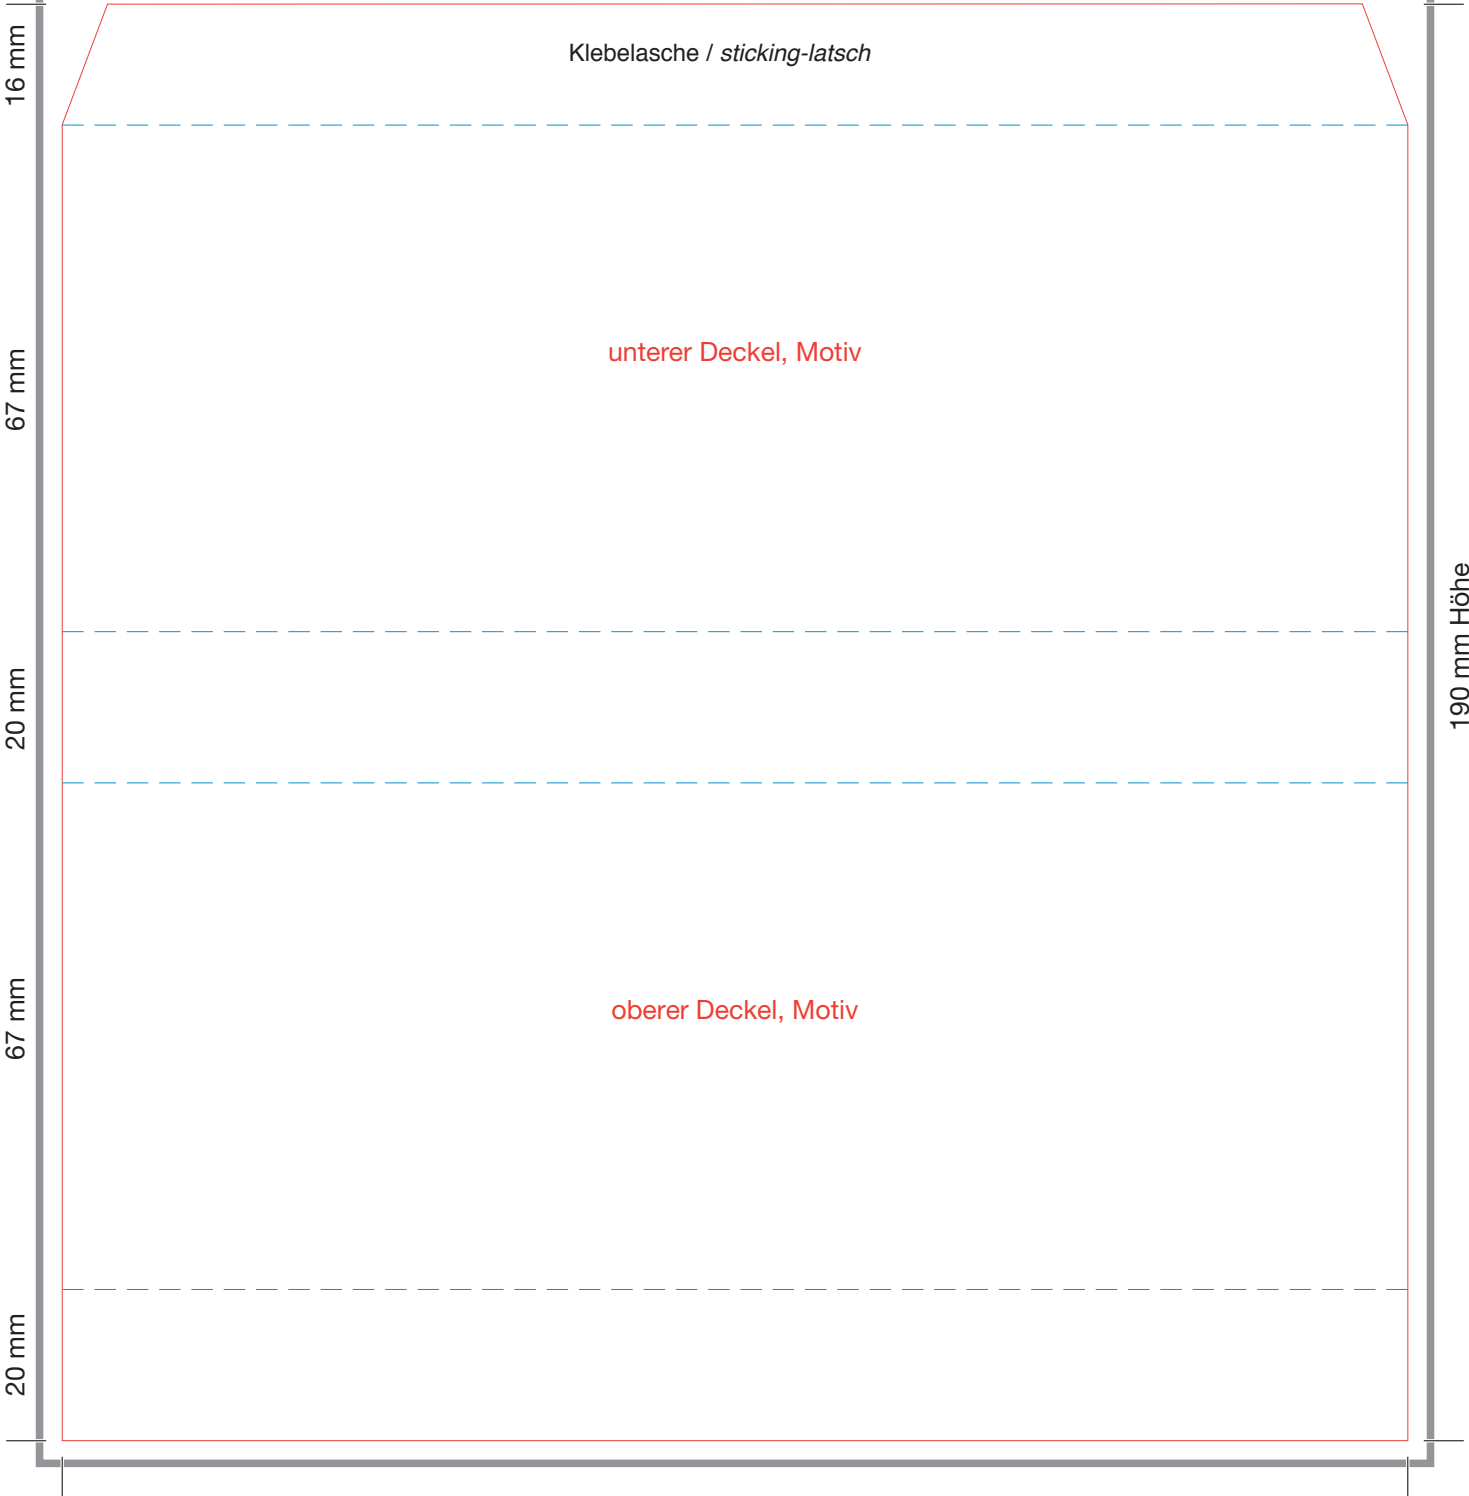 16 mm
Klebelasche / sticking-latsch
67 mm
unterer Deckel, Motiv
20 mm
190 mm Höhe
67 mm
oberer Deckel, Motiv
20 mm